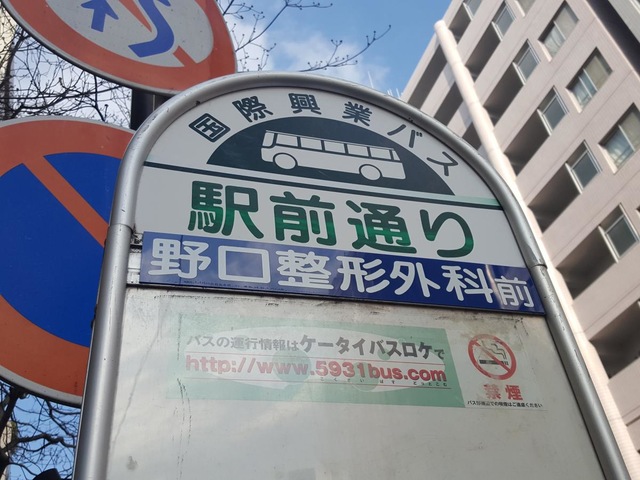 国際興業バス
駅前通り
野口整形外科前
バスの運行情報はケータイバスロケで
http://www.5931bus.com
禁煙